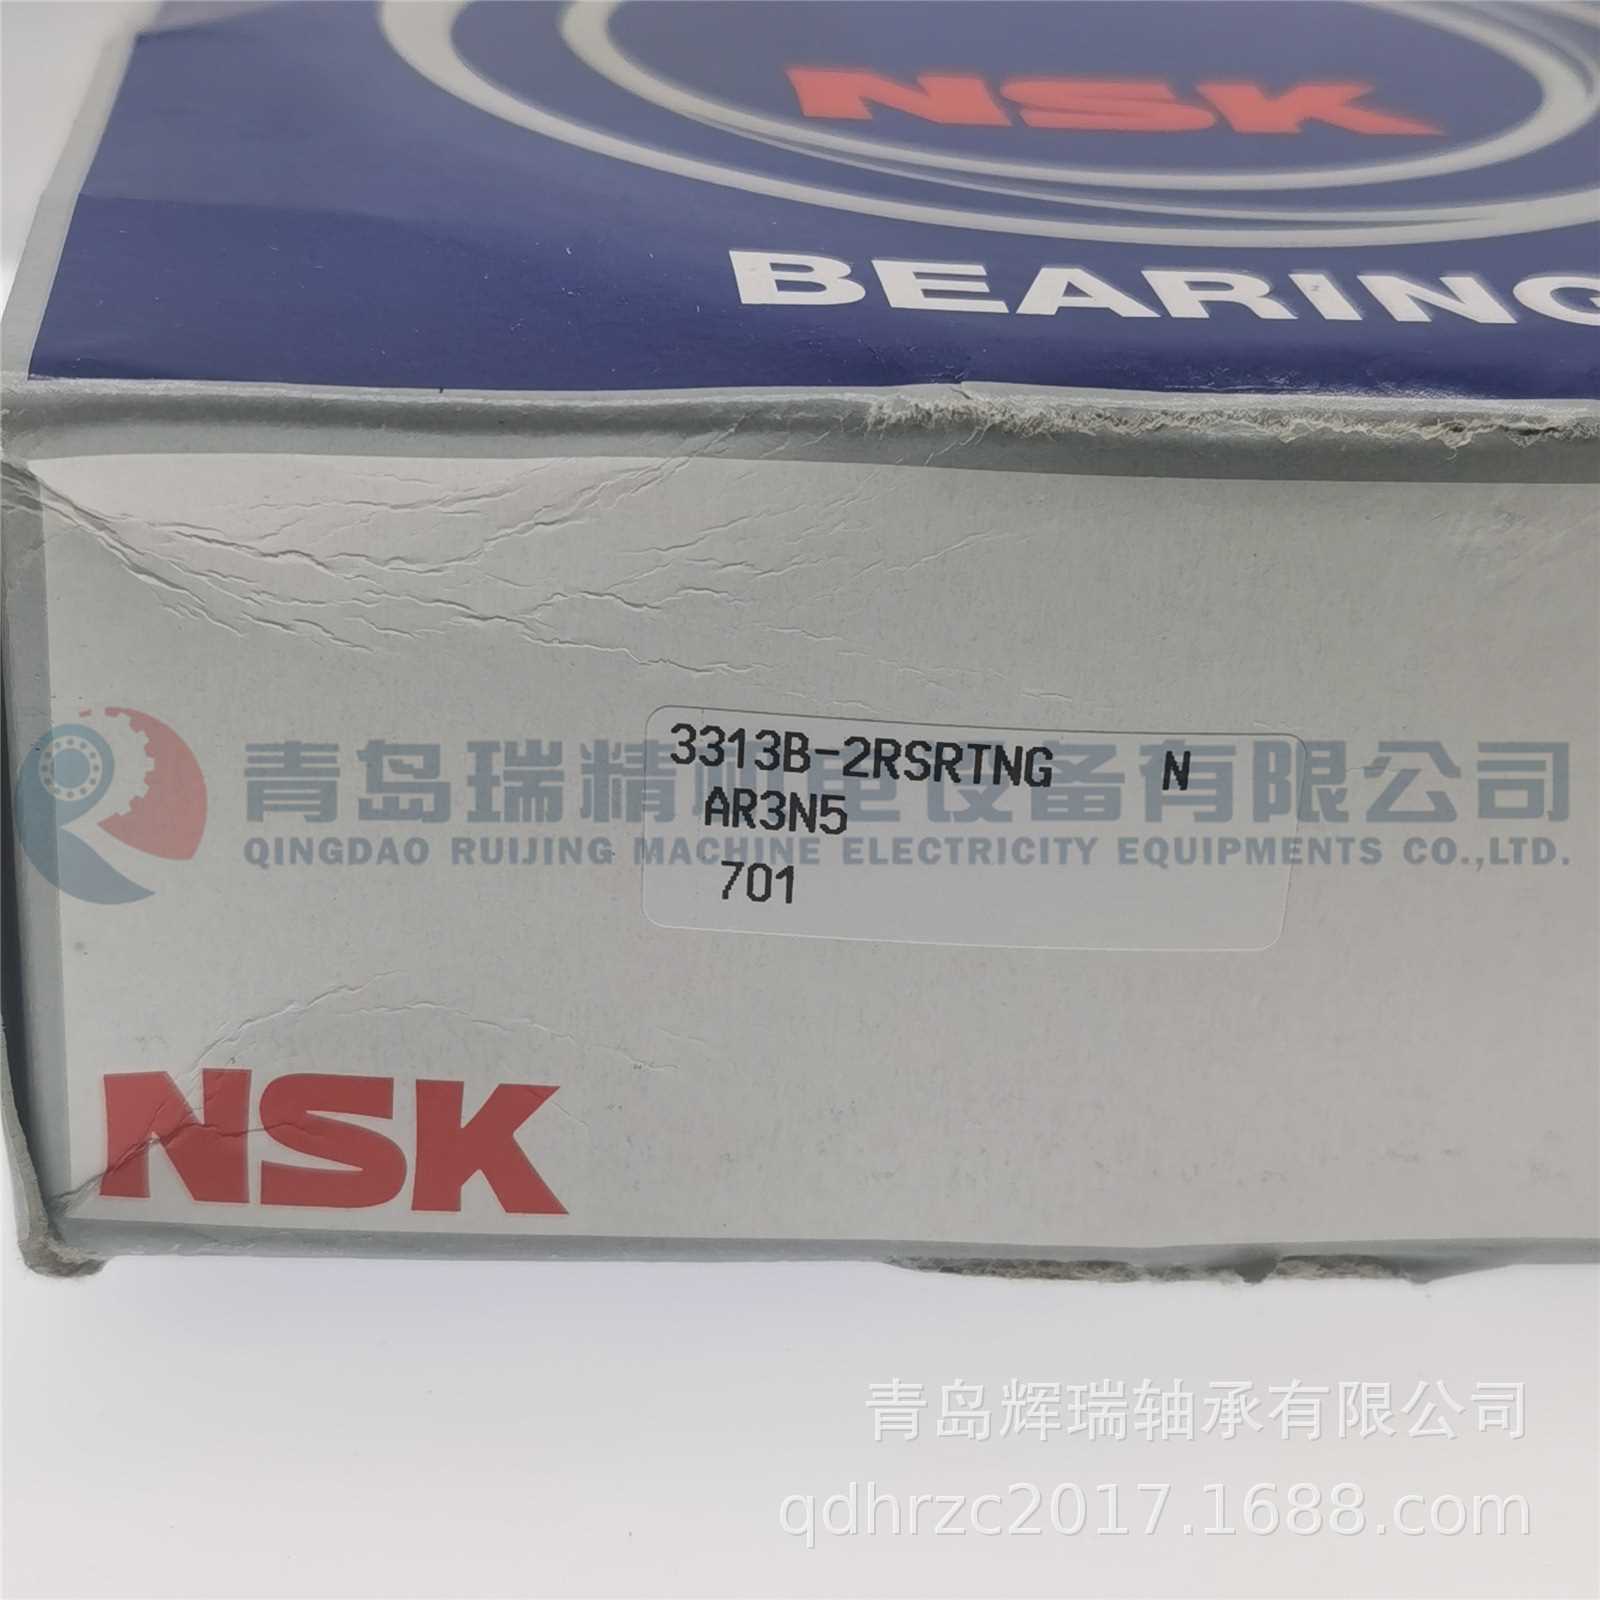 NSK
BEARING
3313B-2RSRTNG N
AR3N5
701
青岛瑞精机电设备有限公司
QINGDAO RUIJING MACHINE ELECTRICITY EQUIPMENTS CO.,LTD.
NSK
青岛辉瑞轴承有限公司
qdhrzc2017.1688.com